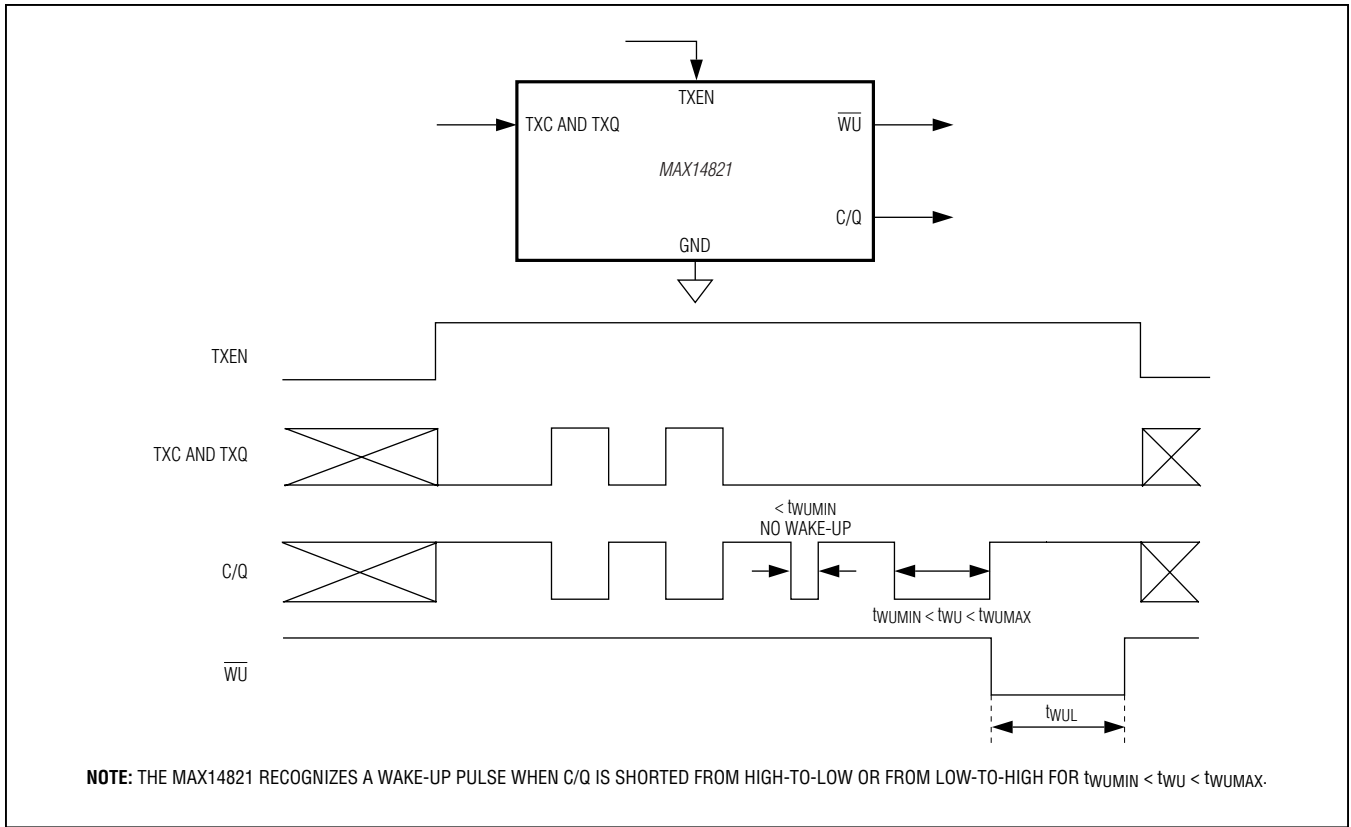 TXEN
TXC AND TXQ
WU
MAX14821
C/Q
GND
TXEN
TXC AND TXQ
< tWUMIN
NO WAKE-UP
C/Q
tWUMIN < tWU < tWUMAX
WU
tWUL
NOTE: THE MAX14821 RECOGNIZES A WAKE-UP PULSE WHEN C/Q IS SHORTED FROM HIGH-TO-LOW OR FROM LOW-TO-HIGH FOR tWUMIN < tWU < tWUMAX.